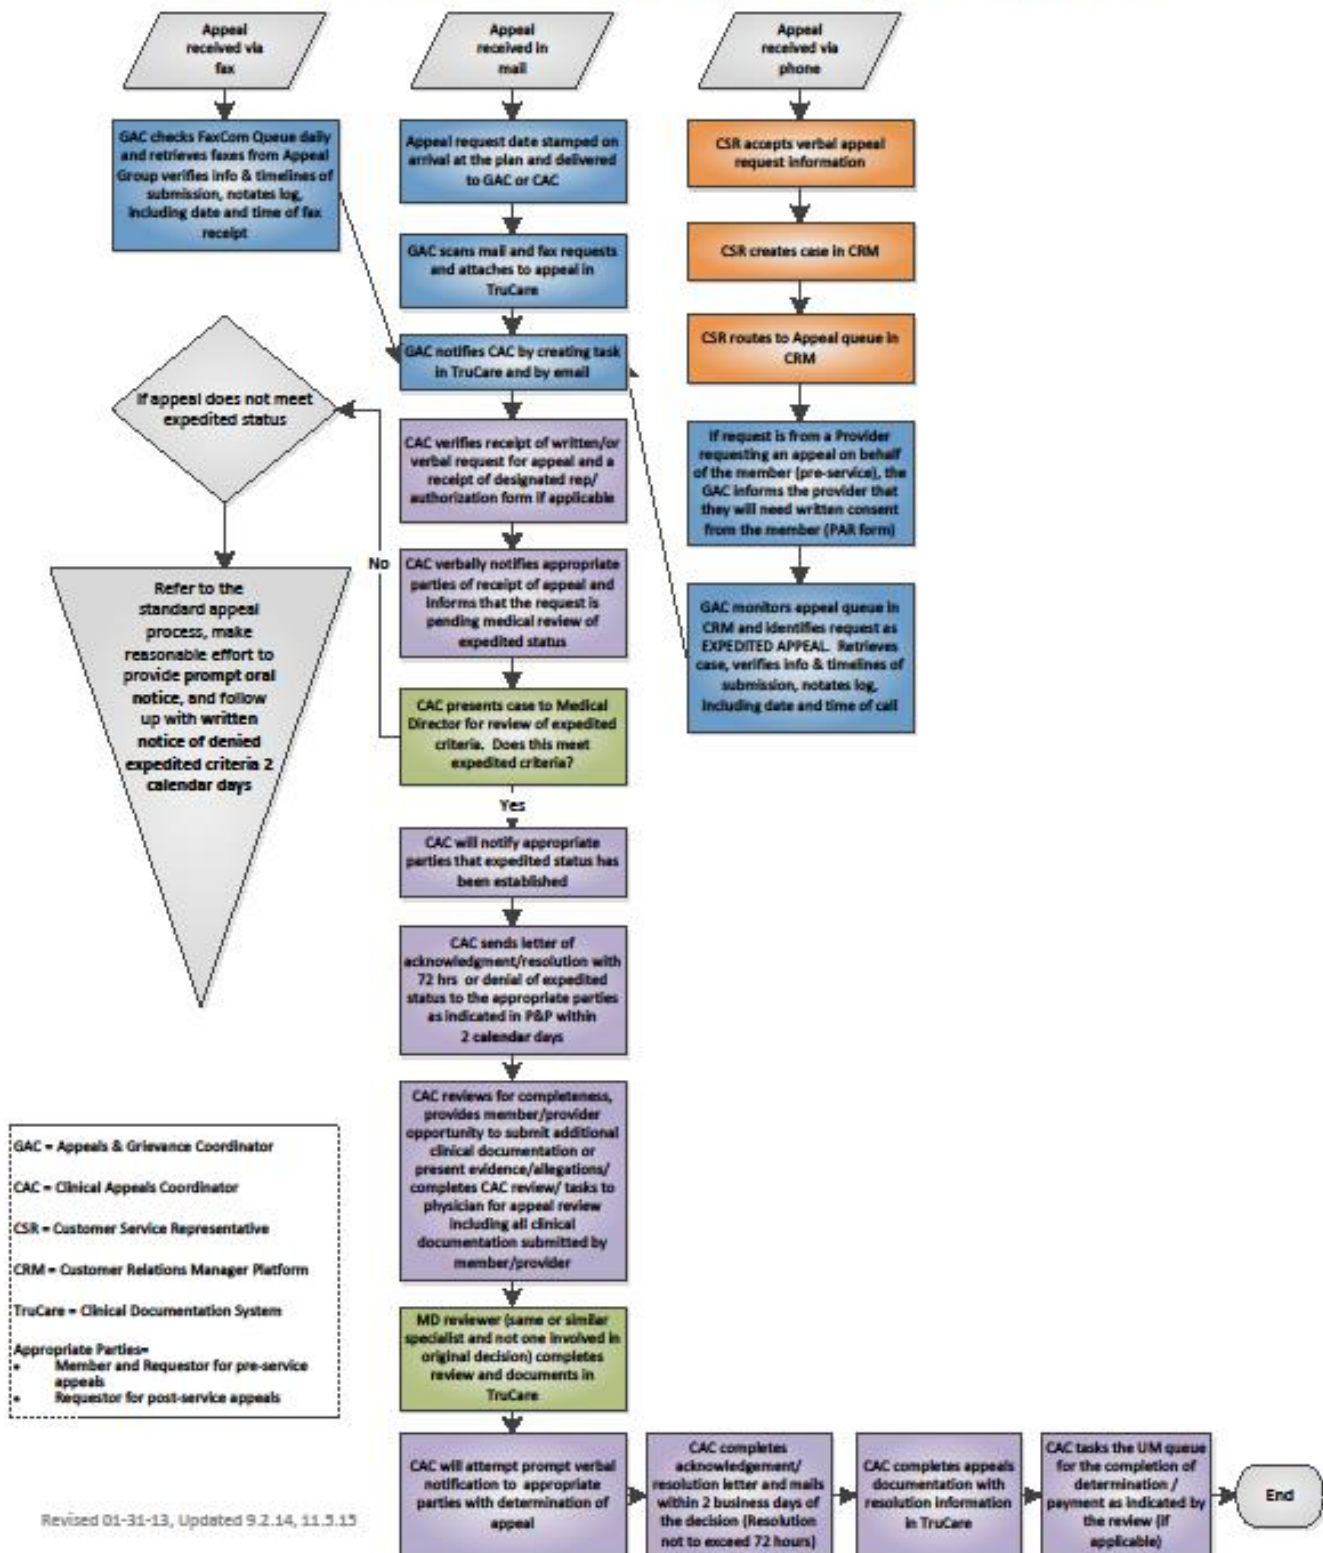 Appeal
received via
fax
Appeal
received in
mail
Appeal
received via
phone
GAC checks FaxCom Queue daily
and retrieves faxes from Appeal
Group verifies info & timelines of
submission, notates log,
including date and time of fax
receipt
Appeal request date stamped on
arrival at the plan and delivered
to GAC or CAC
CSR accepts verbal appeal
request information
GAC scans mail and fax requests
and attaches to appeal in
TruCare
CSR creates case in CRM
GAC notifies CAC by creating task
in TruCare and by email
CSR routes to Appeal queue in
CRM
If appeal does not meet
expedited status
CAC verifies receipt of written/or
verbal request for appeal and a
receipt of designated rep/
authorization form if applicable
If request is from a Provider
requesting an appeal on behalf
of the member (pre-service), the
GAC informs the provider that
they will need written consent
from the member (PAR form)
No
CAC verbally notifies appropriate
parties of receipt of appeal and
informs that the request is
pending medical review of
expedited status
Refer to the
standard appeal
process, make
reasonable effort to
provide prompt oral
notice, and follow
up with written
notice of denied
expedited criteria 2
calendar days
GAC monitors appeal queue in
CRM and identifies request as
EXPEDITED APPEAL. Retrieves
case, verifies info & timelines of
submission, notates log,
including date and time of call
CAC presents case to Medical
Director for review of expedited
criteria. Does this meet
expedited criteria?
Yes
CAC will notify appropriate
parties that expedited status has
been established
CAC sends letter of
acknowledgment/resolution with
72 hrs or denial of expedited
status to the appropriate parties
as indicated in P&P within
2 calendar days
CAC reviews for completeness,
provides member/provider
opportunity to submit additional
clinical documentation or
present evidence/allegations/
completes CAC review/ tasks to
physician for appeal review
including all clinical
documentation submitted by
member/provider
GAC = Appeals & Grievance Coordinator
CAC = Clinical Appeals Coordinator
CSR = Customer Service Representative
CRM = Customer Relations Manager Platform
TruCare = Clinical Documentation System
Appropriate Parties=
• Member and Requestor for pre-service
appeals
• Requestor for post-service appeals
MD reviewer (same or similar
specialist and not one involved in
original decision) completes
review and documents in
TruCare
CAC will attempt prompt verbal
notification to appropriate
parties with determination of
appeal
CAC completes
acknowledgement/
resolution letter and mails
within 2 business days of
the decision (Resolution
not to exceed 72 hours)
CAC completes appeals
documentation with
resolution information
in TruCare
CAC tasks the UM queue
for the completion of
determination /
payment as indicated by
the review (if
applicable)
End
Revised 01-31-13, Updated 9.2.14, 11.5.15